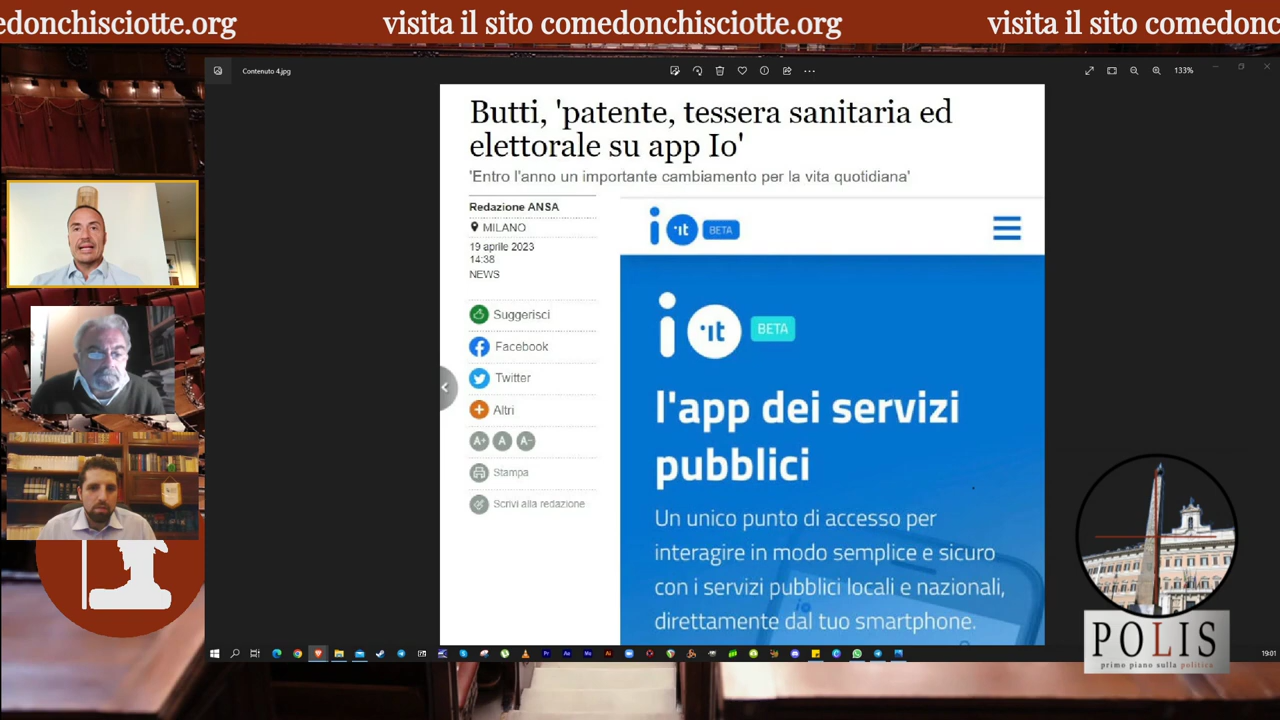 edonchisciotte.org
visita il sito comedonchisciotte.org
visita il sito comedonc
Contenuto 4.jpg
133%
Butti, 'patente, tessera sanitaria ed
elettorale su app Io'
'Entro l'anno un importante cambiamento per la vita quotidiana'
Redazione ANSA
MILANO
19 aprile 2023
14:38
NEWS
Suggerisci
Facebook
Twitter
Altri
A+ A A-
Stampa
Scrivi alla redazione
io it BETA
io it BETA
l'app dei servizi
pubblici
Un unico punto di accesso per
interagire in modo semplice e sicuro
con i servizi pubblici locali e nazionali,
direttamente dal tuo smartphone.
io
POLIS
primo piano sulla politica
19:01